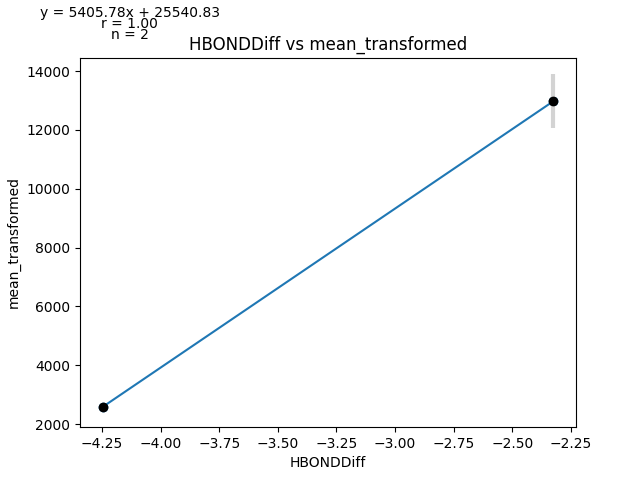 y = 5405.78x + 25540.83
r = 1.00
n = 2
HBONDDiff vs mean_transformed
14000
12000
10000
8000
6000
4000
2000
mean_transformed
−4.25 −4.00 −3.75 −3.50 −3.25 −3.00 −2.75 −2.50 −2.25
HBONDDiff